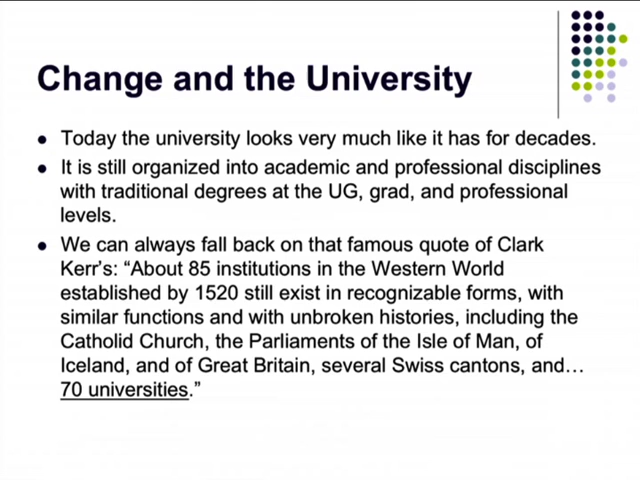 Change and the University
• Today the university looks very much like it has for decades.
• It is still organized into academic and professional disciplines
with traditional degrees at the UG, grad, and professional
levels.
• We can always fall back on that famous quote of Clark
Kerr's: “About 85 institutions in the Western World
established by 1520 still exist in recognizable forms, with
similar functions and with unbroken histories, including the
Catholid Church, the Parliaments of the Isle of Man, of
Iceland, and of Great Britain, several Swiss cantons, and…
70 universities.”